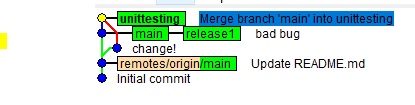 unittesting Merge branch 'main' into unittesting
main release1 bad bug
change!
remotes/origin/main Update README.md
Initial commit